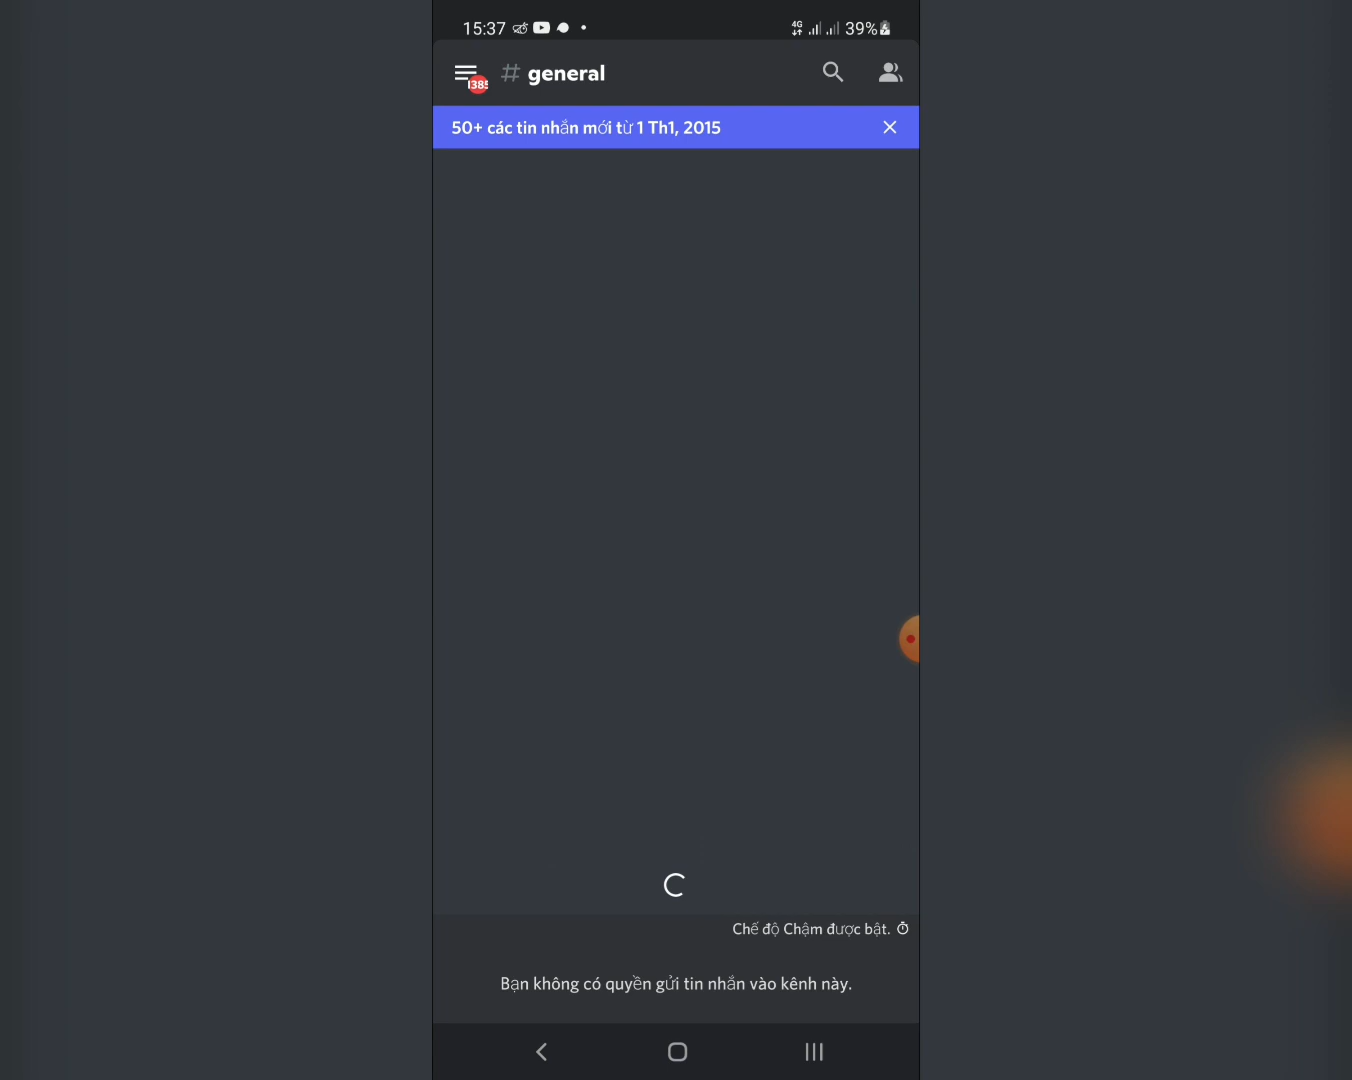 15:37
4G
39%
# general
50+ các tin nhắn mới từ 1 Th1, 2015
Chế độ Chậm được bật.
Bạn không có quyền gửi tin nhắn vào kênh này.